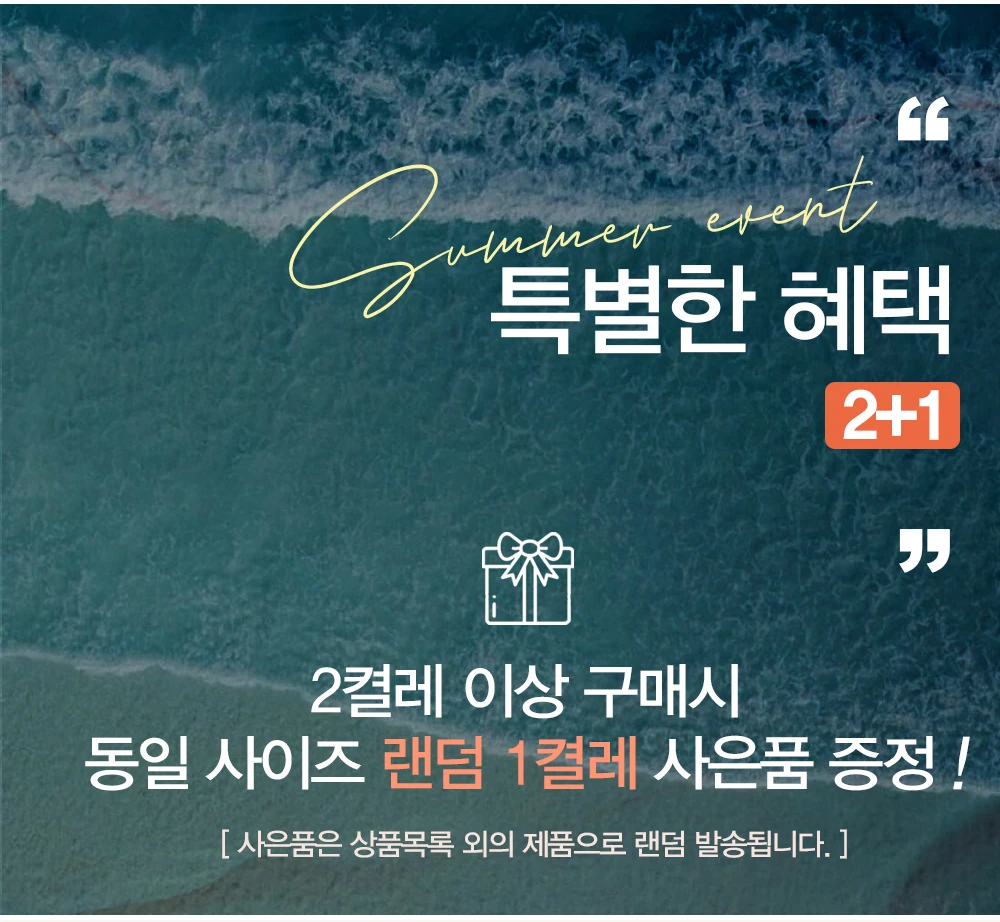 “
Summer event
특별한 혜택
2+1
”
2켤레 이상 구매시
동일 사이즈 랜덤 1켤레 사은품 증정 !
[ 사은품은 상품목록 외의 제품으로 랜덤 발송됩니다. ]